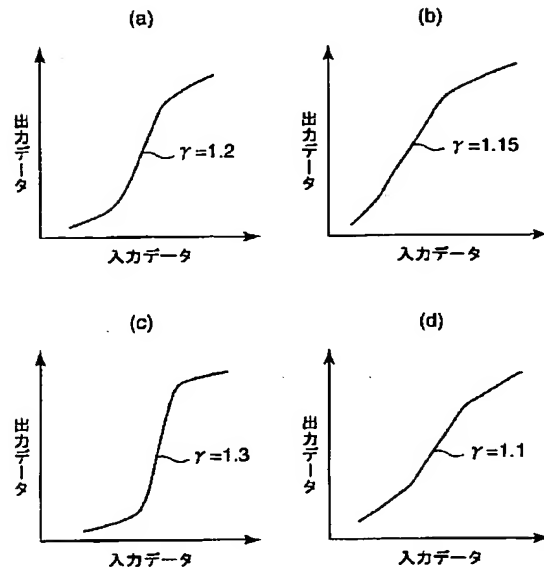 (a)
出力データ
γ=1.2
入力データ
(b)
出力データ
γ=1.15
入力データ
(c)
出力データ
γ=1.3
入力データ
(d)
出力データ
γ=1.1
入力データ